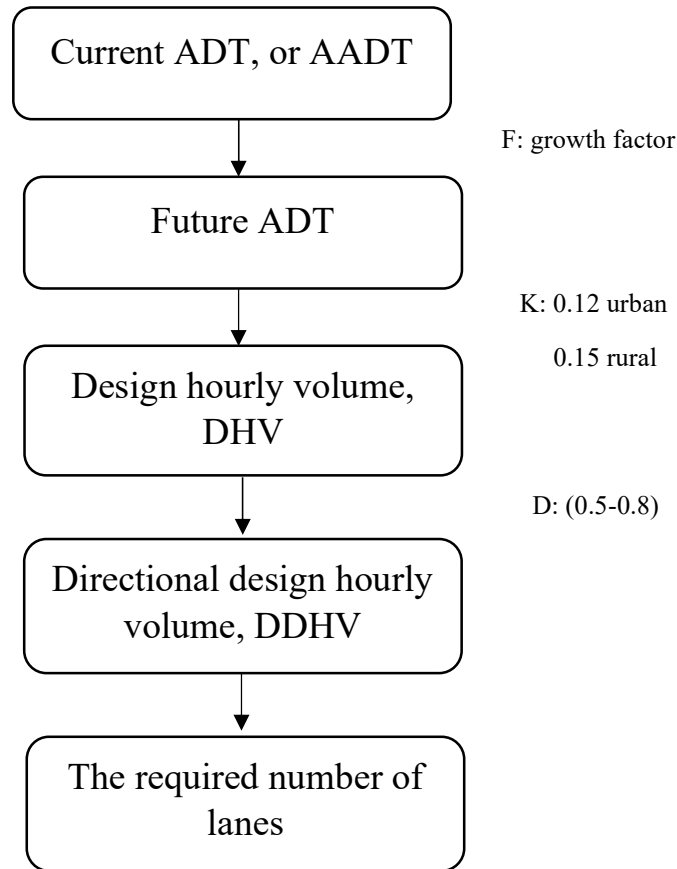 Current ADT, or AADT
F: growth factor
Future ADT
K: 0.12 urban
0.15 rural
Design hourly volume,
DHV
D: (0.5-0.8)
Directional design hourly
volume, DDHV
The required number of
lanes